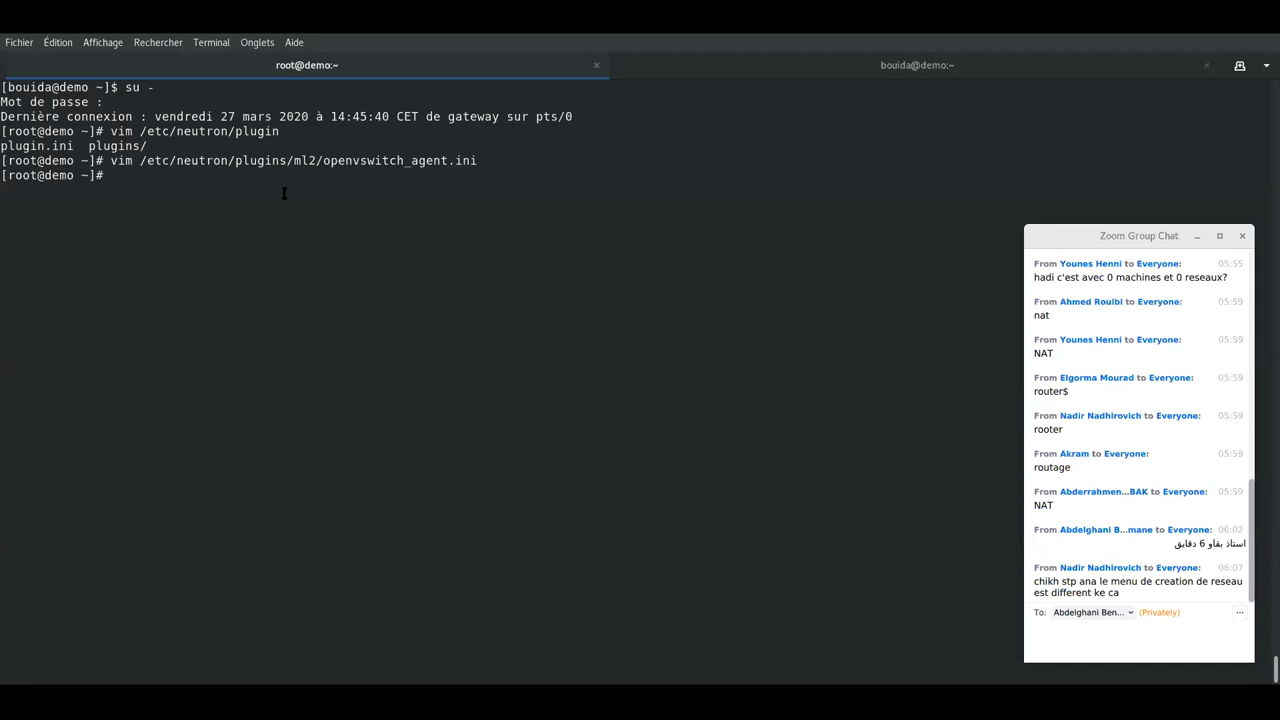 Fichier Édition Affichage Rechercher Terminal Onglets Aide
root@demo:~
bouida@demo:~
[bouida@demo ~]$ su -
Mot de passe :
Dernière connexion : vendredi 27 mars 2020 à 14:45:40 CET de gateway sur pts/0
[root@demo ~]# vim /etc/neutron/plugin
plugin.ini plugins/
[root@demo ~]# vim /etc/neutron/plugins/ml2/openvswitch_agent.ini
[root@demo ~]#
Zoom Group Chat
From Younes Henni to Everyone: 05:55
hadi c'est avec 0 machines et 0 reseaux?
From Ahmed Rouibi to Everyone: 05:59
nat
From Younes Henni to Everyone: 05:59
NAT
From Elgorma Mourad to Everyone: 05:59
router$
From Nadir Nadhirovich to Everyone: 05:59
rooter
From Akram to Everyone: 05:59
routage
From Abderrahmen...BAK to Everyone: 05:59
NAT
From Abdelghani B...mane to Everyone: 06:02
استاذ بقاو 6 دقايق
From Nadir Nadhirovich to Everyone: 06:07
chikh stp ana le menu de creation de reseau
est different ke ca
To: Abdelghani Ben... (Privately) ...